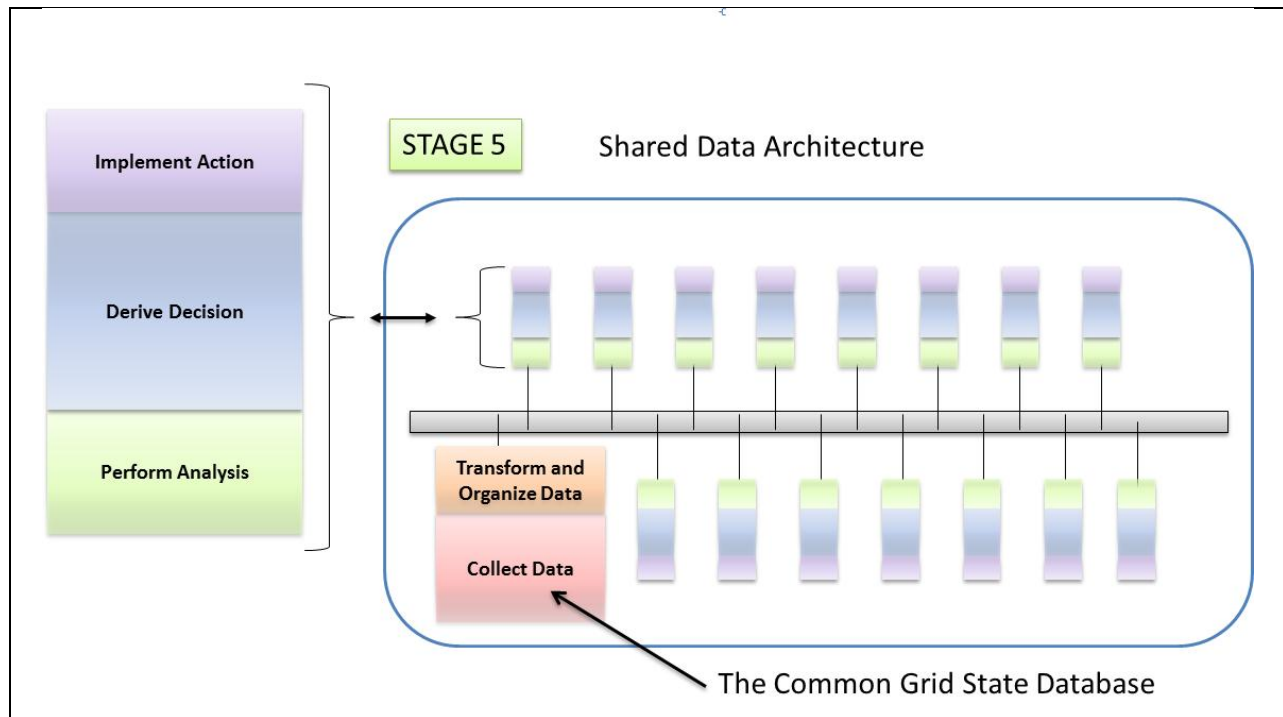 STAGE 5
Shared Data Architecture
Implement Action
Derive Decision
Perform Analysis
Transform and
Organize Data
Collect Data
The Common Grid State Database